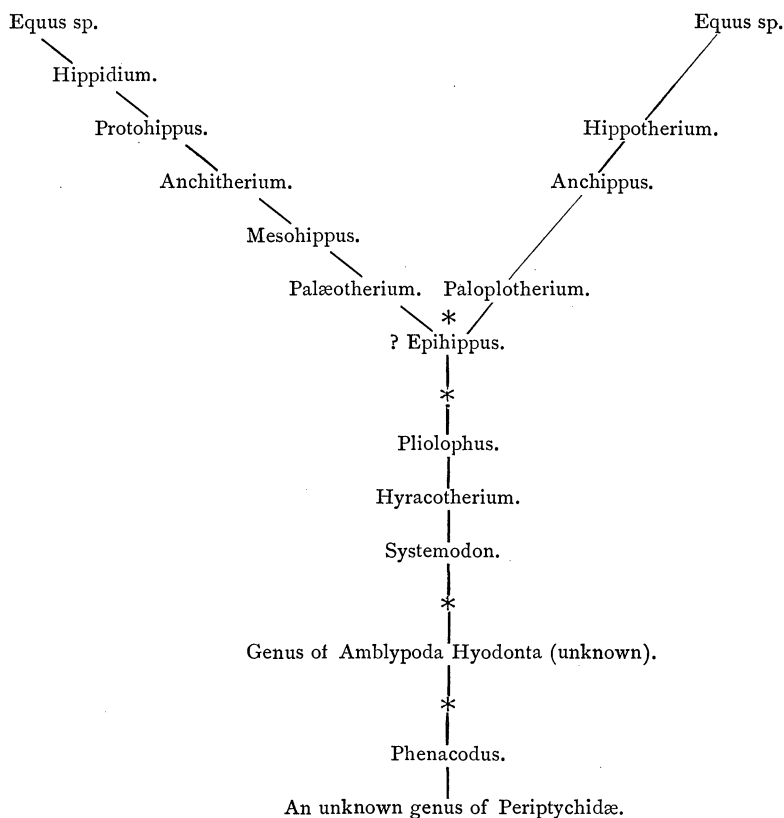 Equus sp. Equus sp.
Hippidium.
Protohippus. Hippotherium.
Anchitherium. Anchippus.
Mesohippus.
Palæotherium. Paloplotherium.
*
? Epihippus.
*
Pliolophus.
Hyracotherium.
Systemodon.
*
Genus of Amblypoda Hyodonta (unknown).
*
Phenacodus.
An unknown genus of Periptychidæ.